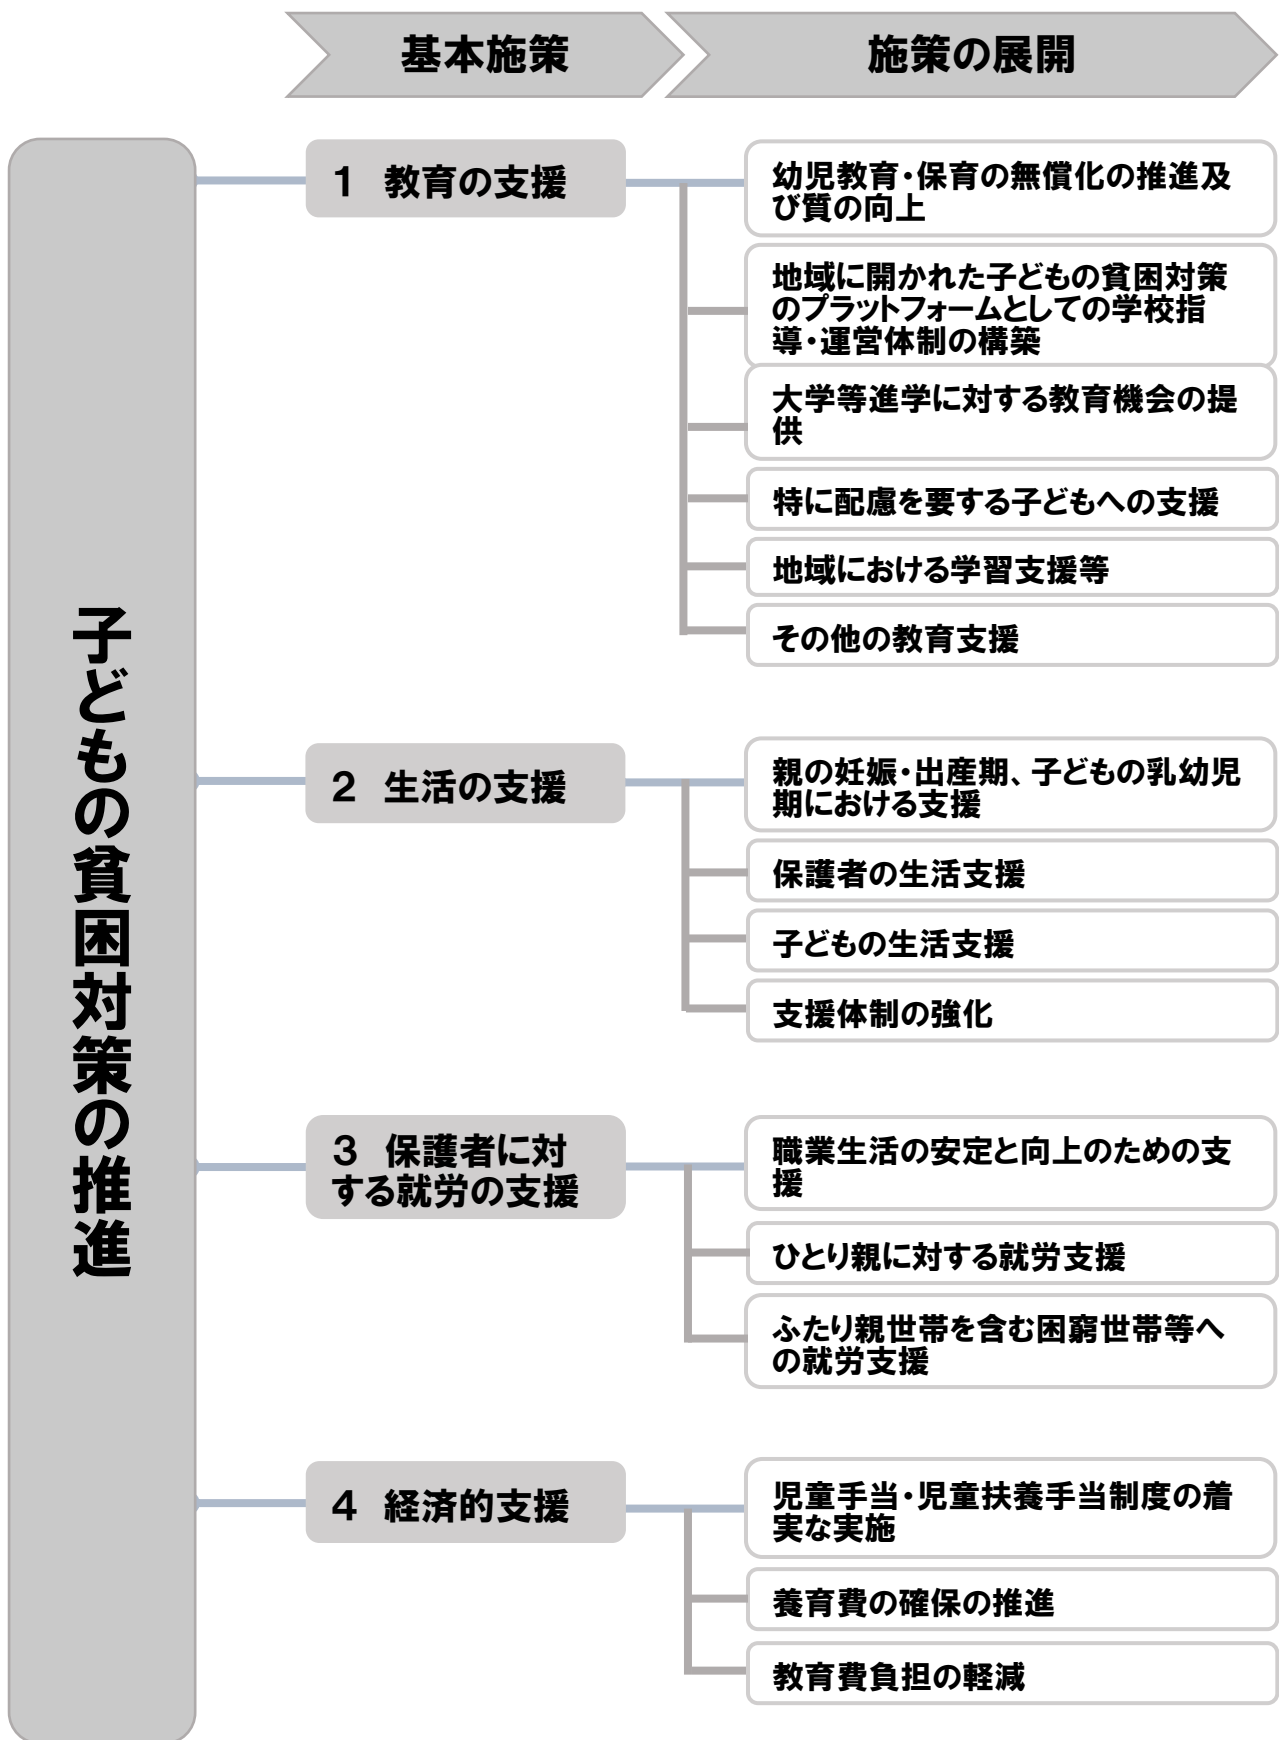 基本施策
施策の展開
子どもの貧困対策の推進
1 教育の支援
幼児教育・保育の無償化の推進及
び質の向上
地域に開かれた子どもの貧困対策
のプラットフォームとしての学校指
導・運営体制の構築
大学等進学に対する教育機会の提
供
特に配慮を要する子どもへの支援
地域における学習支援等
その他の教育支援
2 生活の支援
親の妊娠・出産期、子どもの乳幼児
期における支援
保護者の生活支援
子どもの生活支援
支援体制の強化
3 保護者に対
する就労の支援
職業生活の安定と向上のための支
援
ひとり親に対する就労支援
ふたり親世帯を含む困窮世帯等へ
の就労支援
4 経済的支援
児童手当・児童扶養手当制度の着
実な実施
養育費の確保の推進
教育費負担の軽減